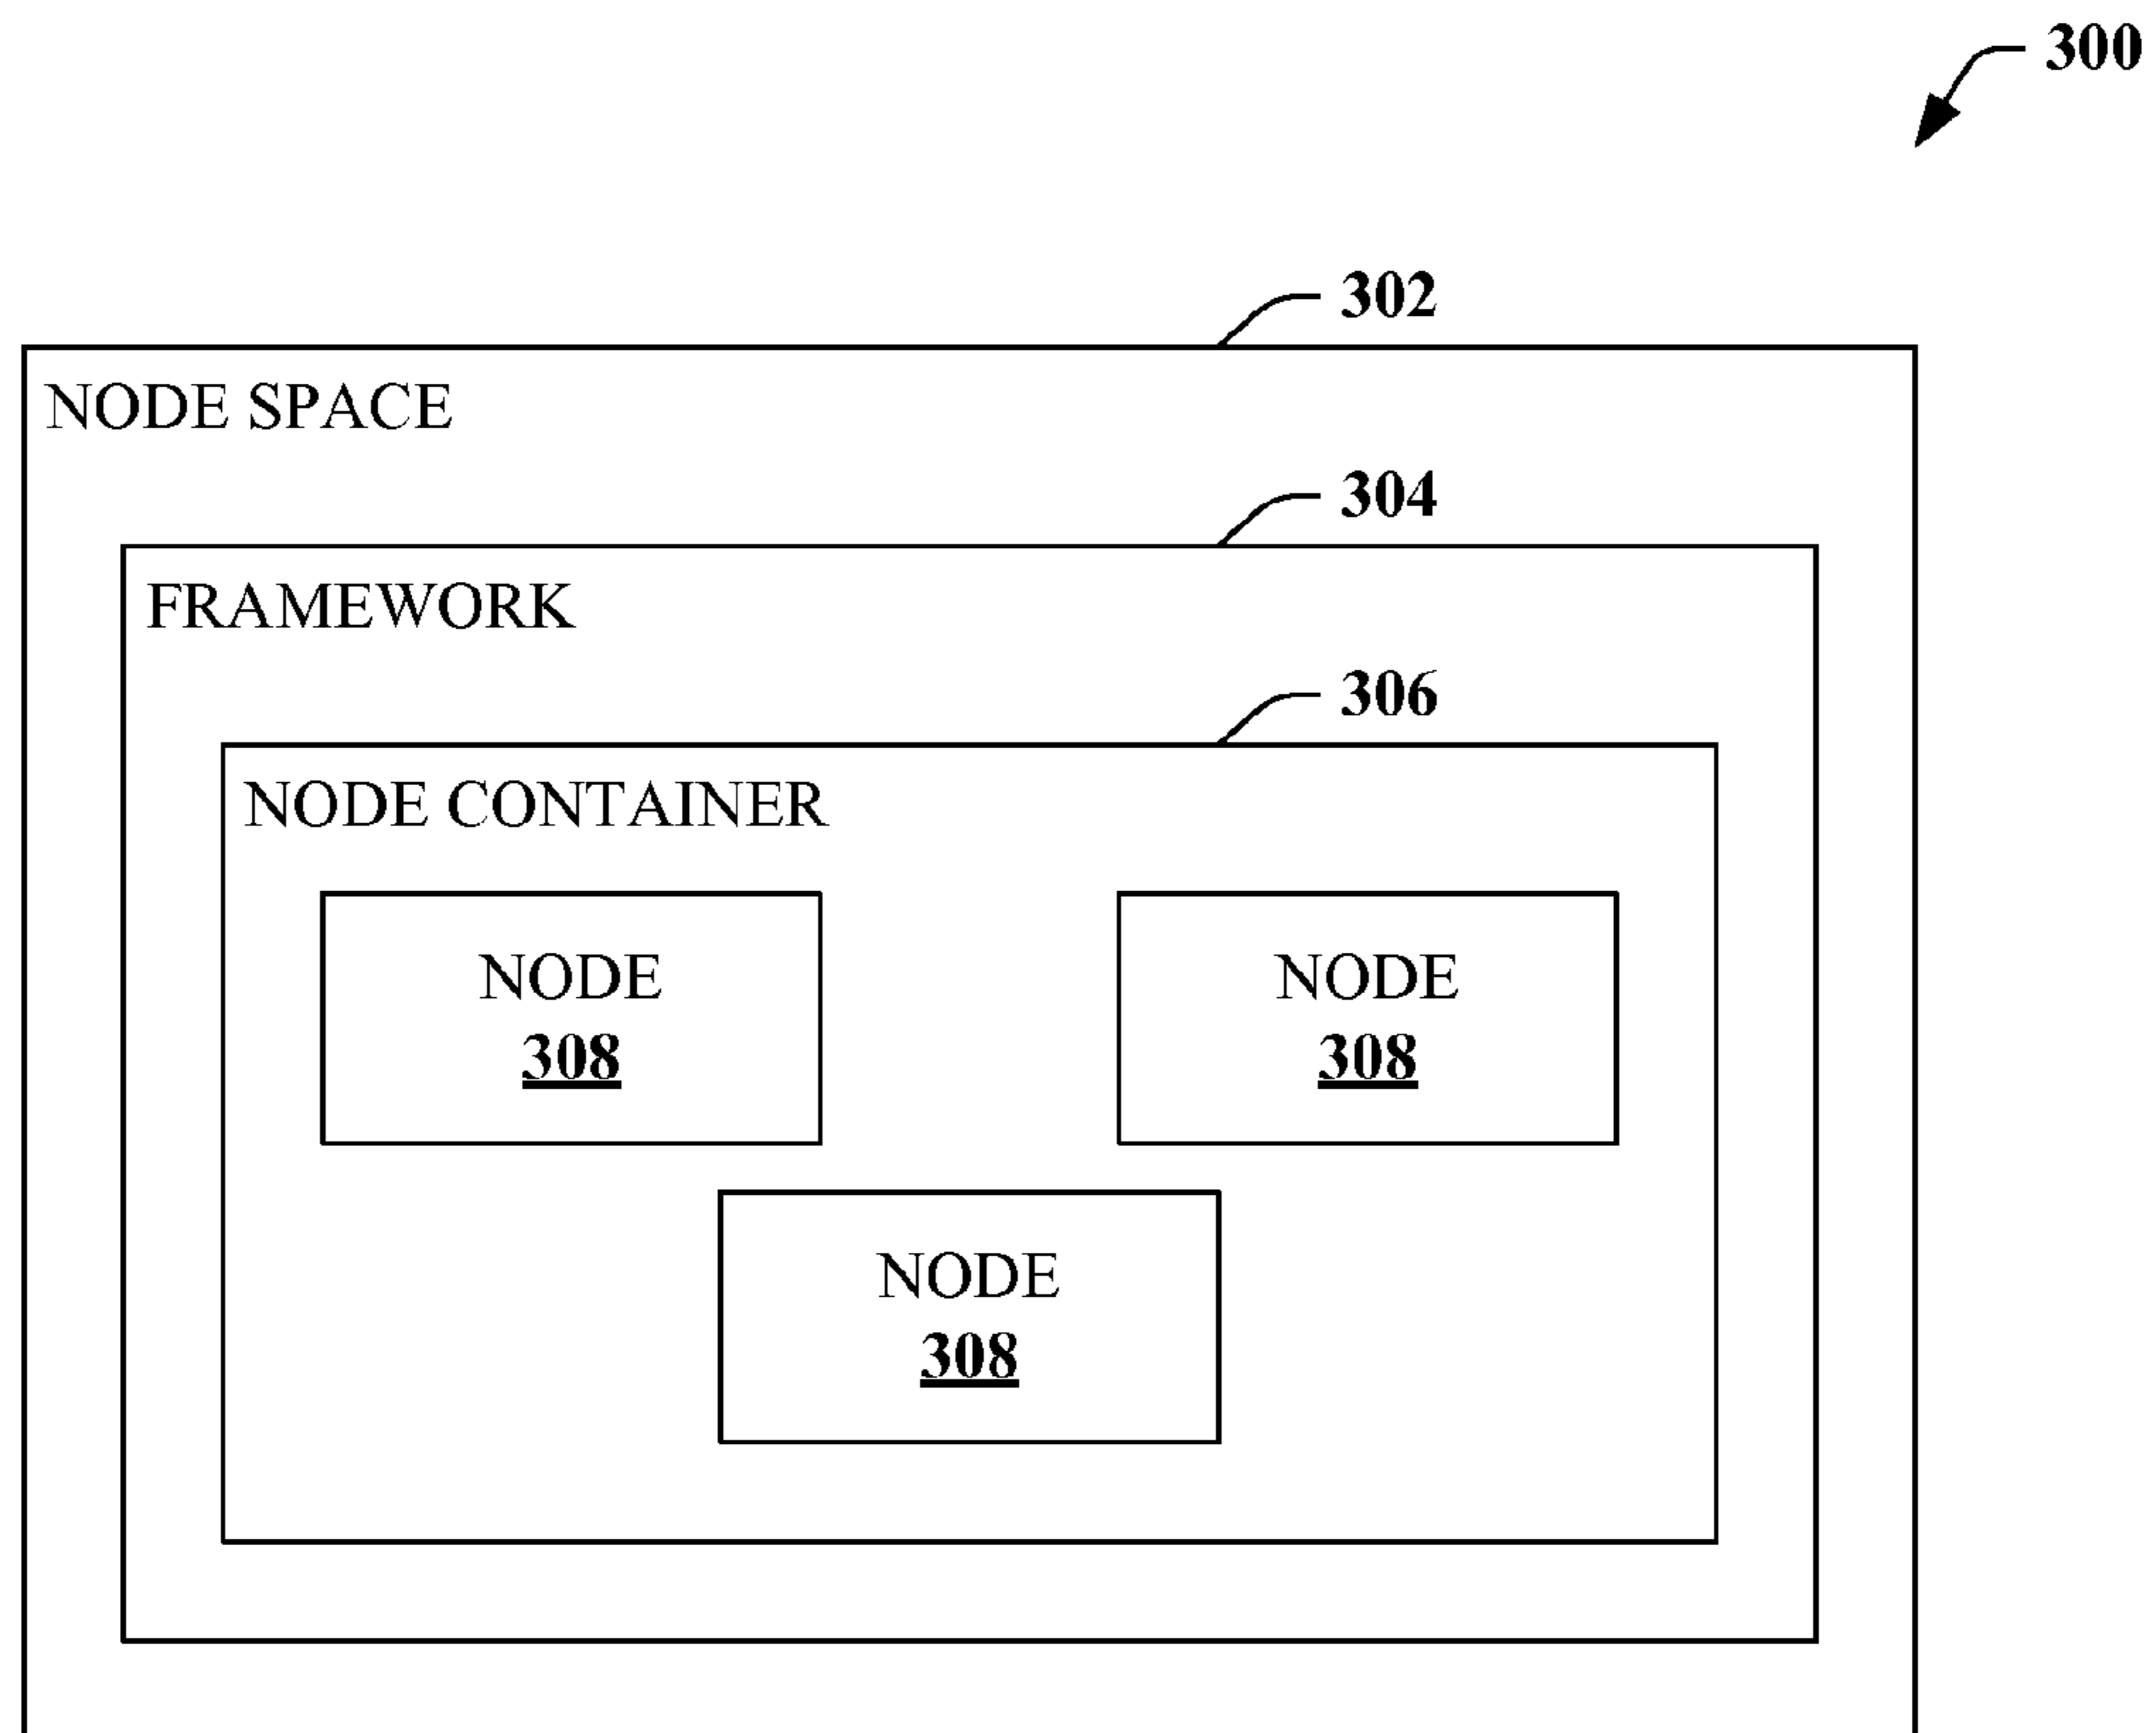 300
302
NODE SPACE
304
FRAMEWORK
306
NODE CONTAINER
NODE
308
NODE
308
NODE
308